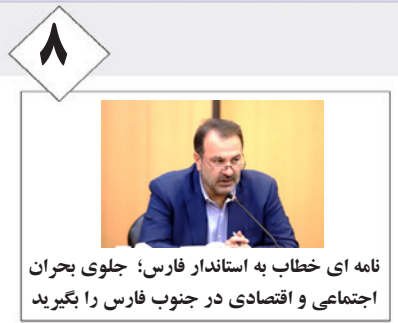 ۸
نامه ای خطاب به استاندار فارس؛ جلوی بحران
اجتماعی و اقتصادی در جنوب فارس را بگیرید